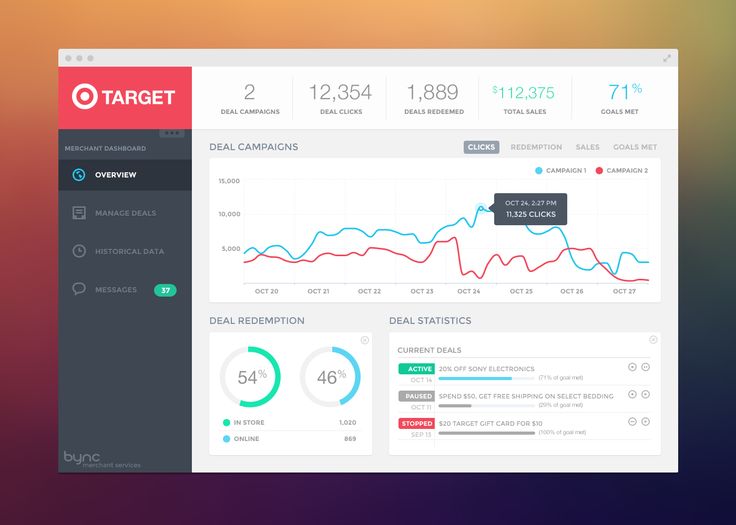 TARGET
2
DEAL CAMPAIGNS
12,354
DEAL CLICKS
1,889
DEALS REDEEMED
$112,375
TOTAL SALES
71%
GOALS MET
MERCHANT DASHBOARD
OVERVIEW
MANAGE DEALS
HISTORICAL DATA
MESSAGES 37
bync
merchant services
DEAL CAMPAIGNS CLICKS REDEMPTION SALES GOALS MET
CAMPAIGN 1 CAMPAIGN 2
15,000
10,000
5,000
OCT 24, 2:27 PM
11,325 CLICKS
OCT 20 OCT 21 OCT 22 OCT 23 OCT 24 OCT 25 OCT 26 OCT 27
DEAL REDEMPTION
54% 46%
IN STORE 1,020
ONLINE 869
DEAL STATISTICS
CURRENT DEALS
ACTIVE 20% OFF SONY ELECTRONICS
OCT 14 (71% of goal met)
PAUSED SPEND $50, GET FREE SHIPPING ON SELECT BEDDING
OCT 11 (29% of goal met)
STOPPED $20 TARGET GIFT CARD FOR $10
SEP 13 (100% of goal met)